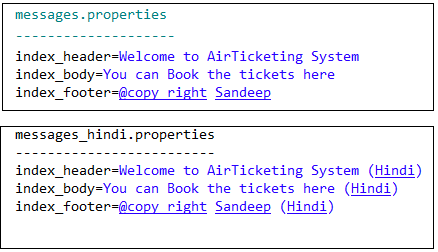 messages.properties
--------------------
index_header=Welcome to AirTicketing System
index_body=You can Book the tickets here
index_footer=@copy right Sandeep
messages_hindi.properties
-------------------------
index_header=Welcome to AirTicketing System (Hindi)
index_body=You can Book the tickets here (Hindi)
index_footer=@copy right Sandeep (Hindi)